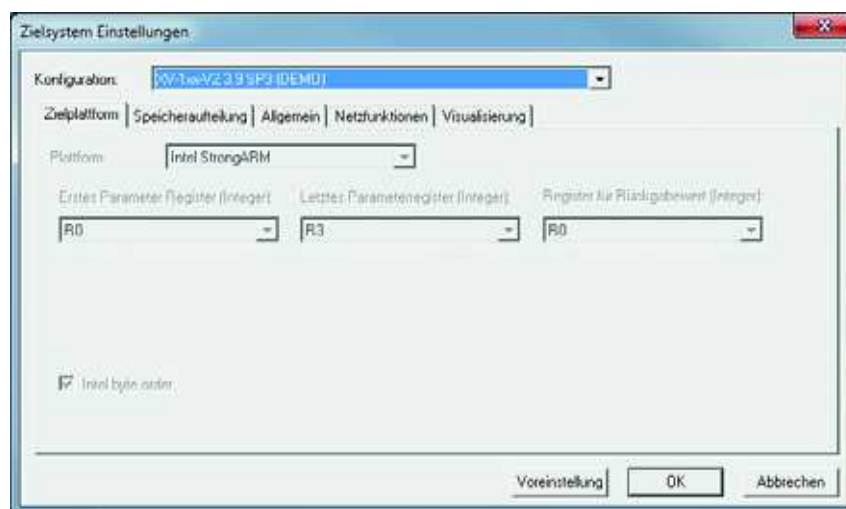 Zielsystem Einstellungen
Konfiguration: XV-1xx-V2.3.9 SP3 (DEMO)
Zielplattform Speicheraufteilung Allgemein Netzfunktionen Visualisierung
Plattform: Intel StrongARM
Erstes Parameter Register (Integer): Letztes Parameterregister (Integer): Register für Rückgabewert (Integer):
R0 R3 R0
Intel byte order
Voreinstellung OK Abbrechen